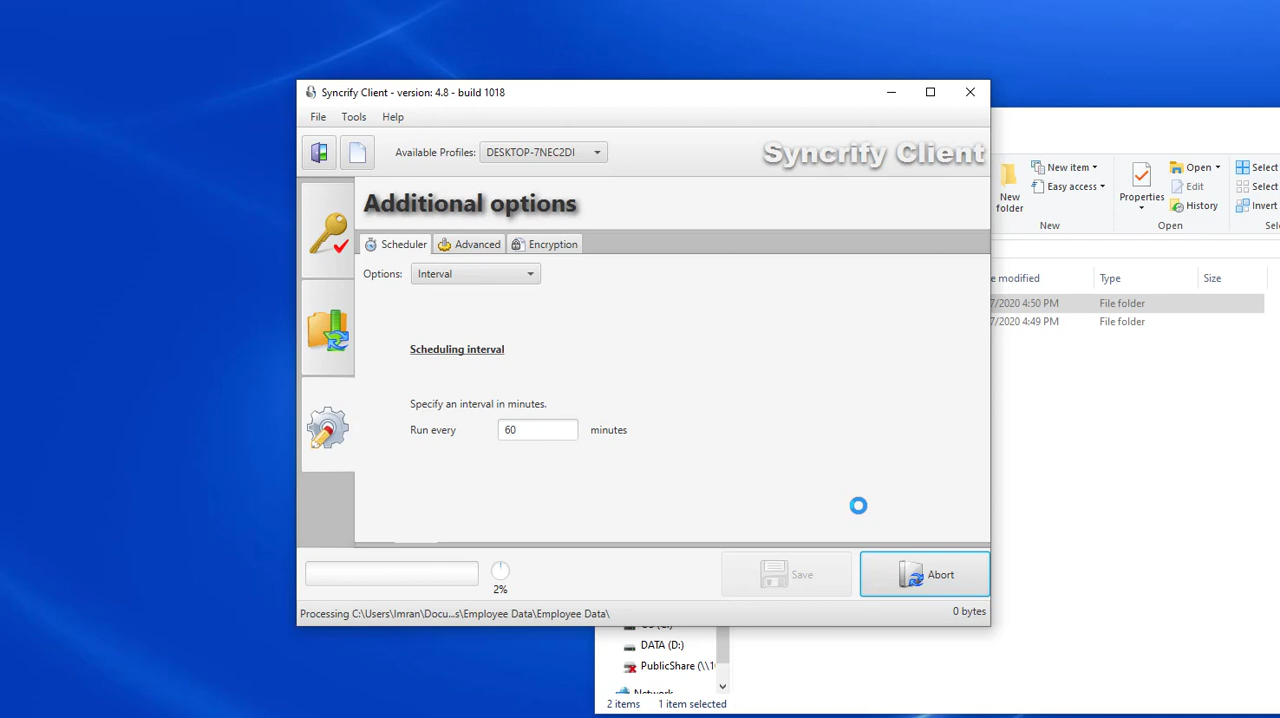 Syncrify Client - version: 4.8 - build 1018
File Tools Help
Available Profiles: DESKTOP-7NEC2DI
Syncrify Client
Additional options
Scheduler Advanced Encryption
Options: Interval
Scheduling interval
Specify an interval in minutes.
Run every 60 minutes
Save Abort
2%
Processing C:\Users\Imran\Docu...s\Employee Data\Employee Data\
0 bytes
New folder
New item
Easy access
New
Properties
Open
Edit
History
Open
Select
Select
Invert
e modified Type Size
7/2020 4:50 PM File folder
7/2020 4:49 PM File folder
DATA (D:)
PublicShare (\\1
Network
2 items 1 item selected